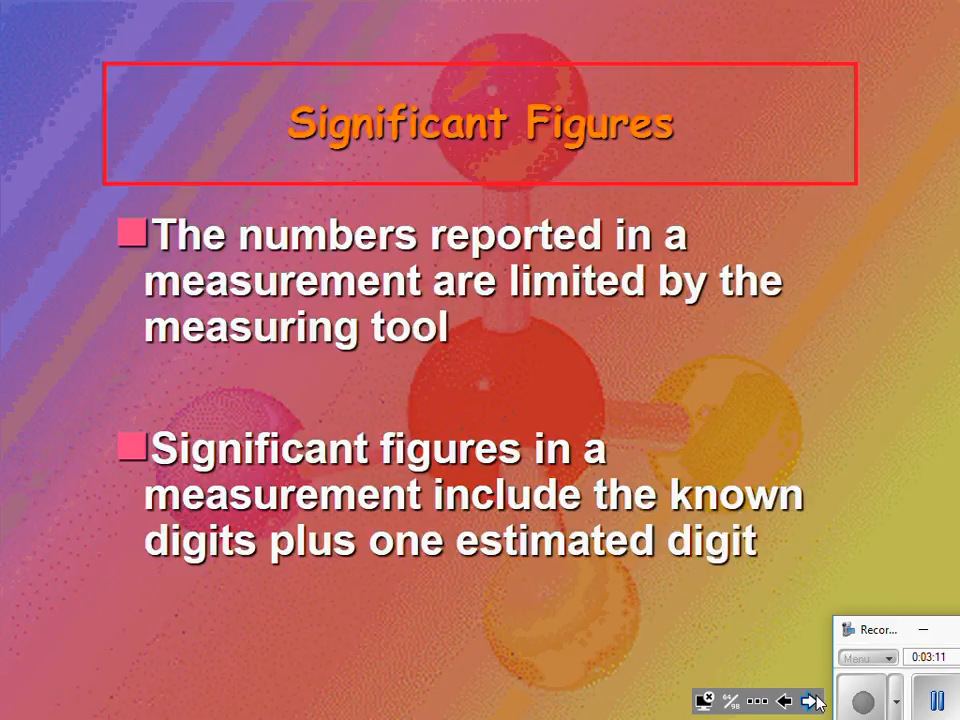 Significant Figures
The numbers reported in a
measurement are limited by the
measuring tool
Significant figures in a
measurement include the known
digits plus one estimated digit
Recor...
Menu
0:03:11